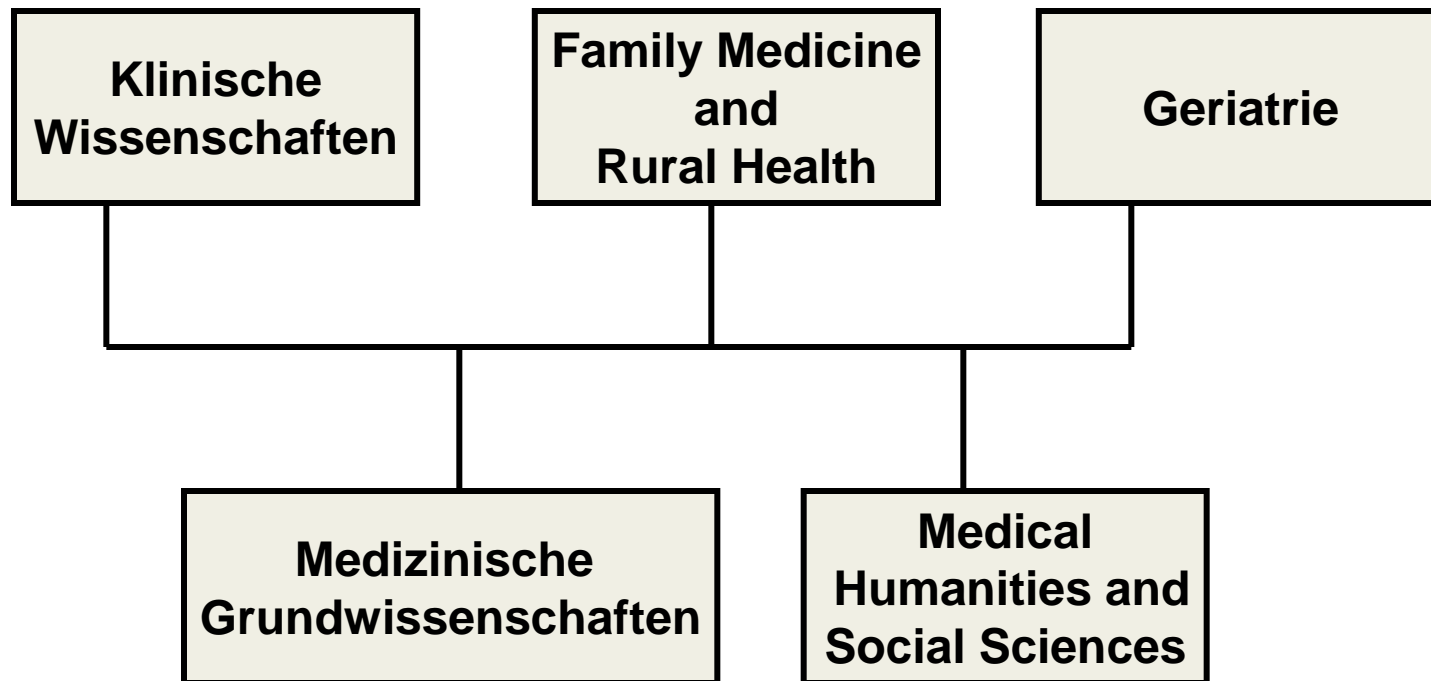 Klinische
Wissenschaften
Family Medicine
and
Rural Health
Geriatrie
Medizinische
Grundwissenschaften
Medical
Humanities and
Social Sciences